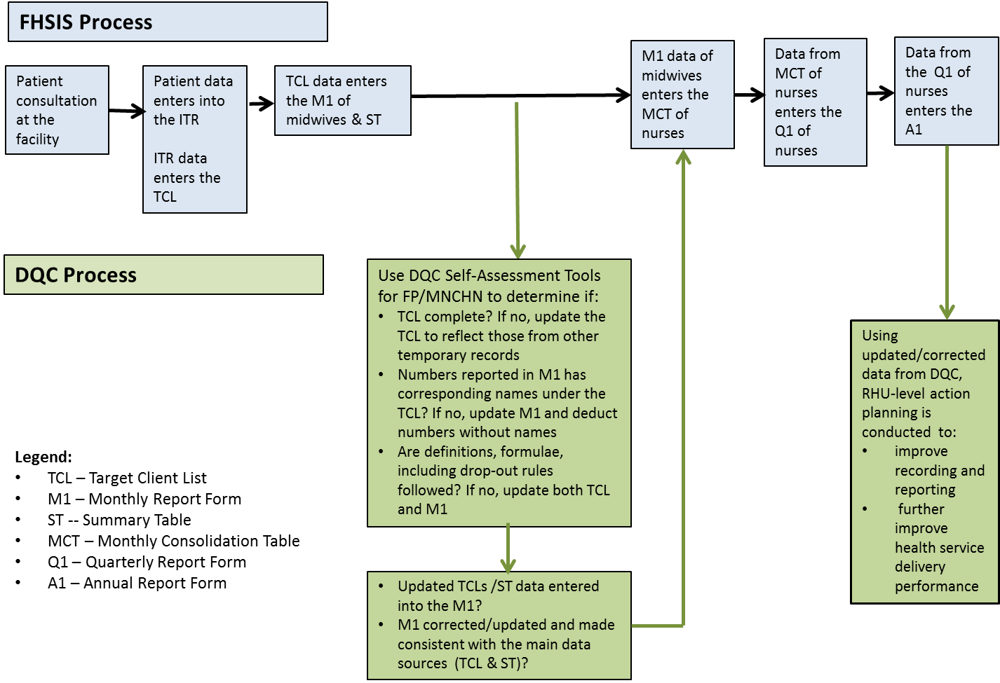 FHSIS Process
Patient
consultation
at the
facility
Patient data
enters into
the ITR
ITR data
enters the
TCL
TCL data enters
the M1 of
midwives & ST
M1 data of
midwives
enters the
MCT of
nurses
Data from
MCT of
nurses
enters the
Q1 of
nurses
Data from
the Q1 of
nurses
enters the
A1
DQC Process
Use DQC Self-Assessment Tools
for FP/MNCHN to determine if:
• TCL complete? If no, update the
TCL to reflect those from other
temporary records
• Numbers reported in M1 has
corresponding names under the
TCL? If no, update M1 and deduct
numbers without names
• Are definitions, formulae,
including drop-out rules
followed? If no, update both TCL
and M1
• Updated TCLs /ST data entered
into the M1?
• M1 corrected/updated and made
consistent with the main data
sources (TCL & ST)?
Using
updated/corrected
data from DQC,
RHU-level action
planning is
conducted to:
• improve
recording and
reporting
• further
improve
health service
delivery
performance
Legend:
• TCL – Target Client List
• M1 – Monthly Report Form
• ST -- Summary Table
• MCT – Monthly Consolidation Table
• Q1 – Quarterly Report Form
• A1 – Annual Report Form